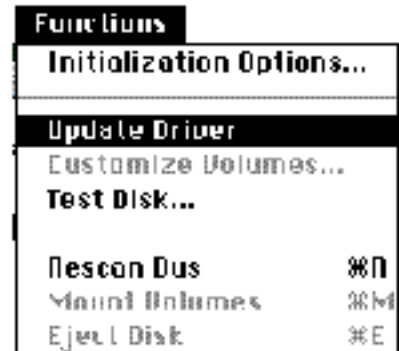 Functions
Initialization Options...
Update Driver
Customize Volumes...
Test Disk...
Rescan Bus ⌘R
Mount Volumes ⌘M
Eject Disk ⌘E